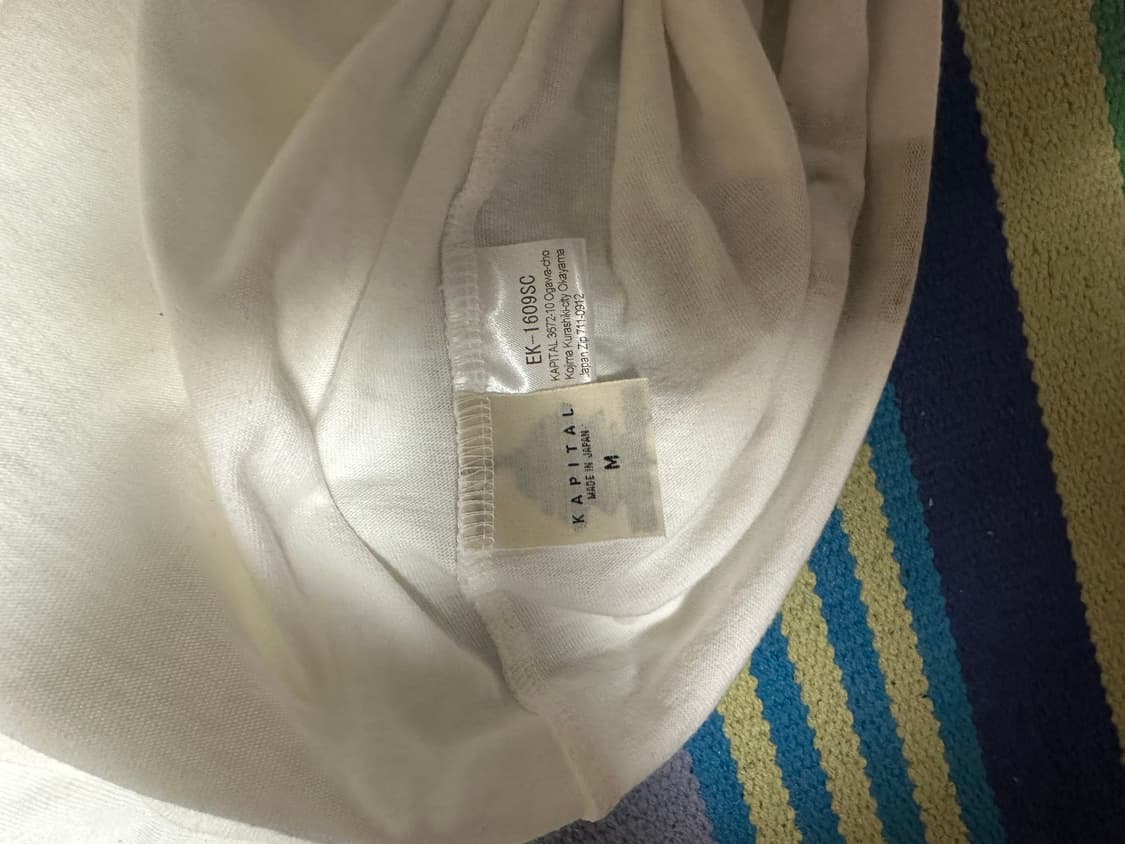 EK-1609SC
KAPITAL 3672-10 Ogawa-cho
Kojima Kurashiki-city Okayama
Japan Zip 711-0912
KAPITAL
MADE IN JAPAN
M